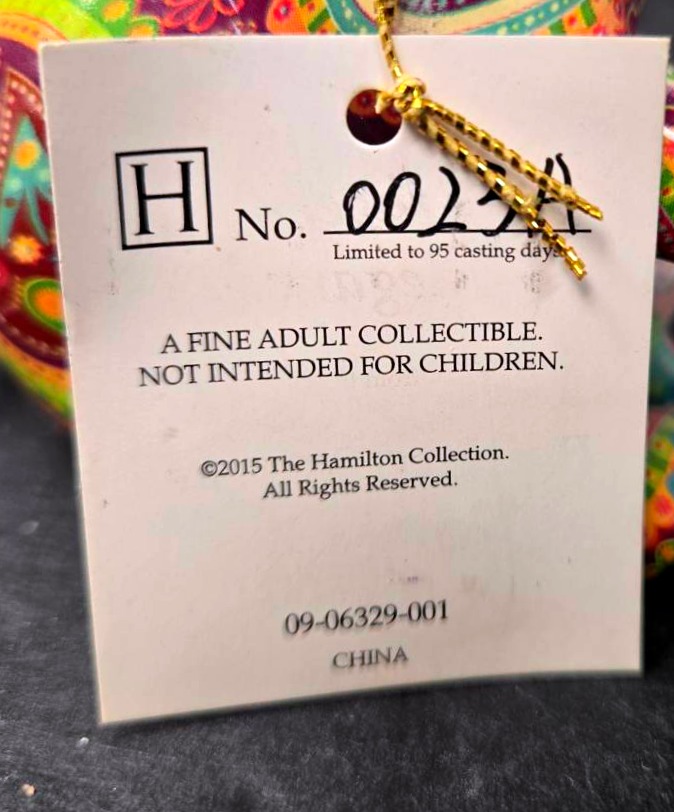 H No. 0023A
Limited to 95 casting days
A FINE ADULT COLLECTIBLE.
NOT INTENDED FOR CHILDREN.
©2015 The Hamilton Collection.
All Rights Reserved.
09-06329-001
CHINA